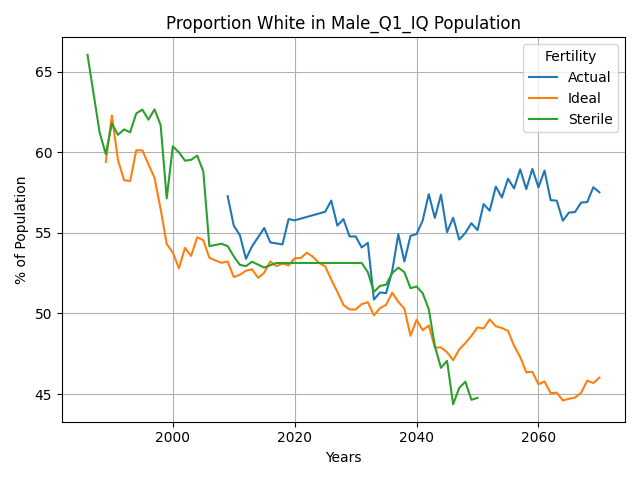 Proportion White in Male_Q1_IQ Population
Fertility
Actual
Ideal
Sterile
% of Population
65
60
55
50
45
2000
2020
2040
2060
Years